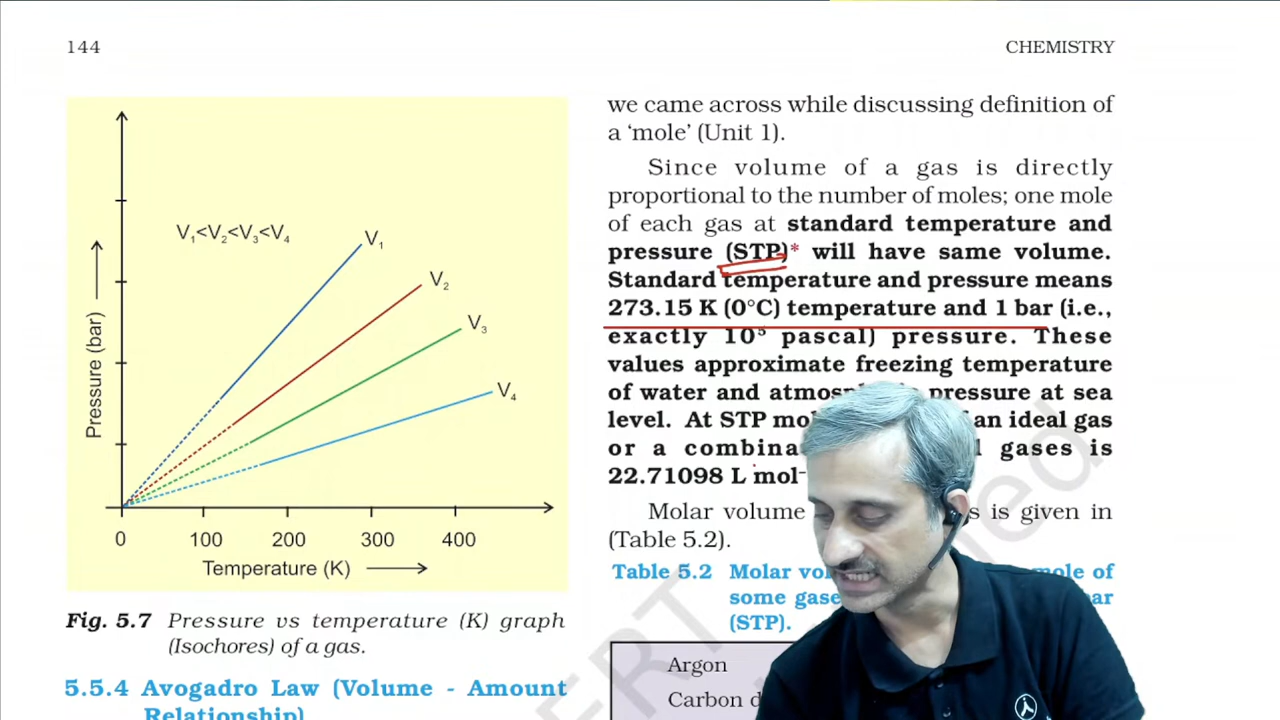 144
CHEMISTRY
V1<V2<V3<V4
V1
V2
V3
V4
Pressure (bar)
0 100 200 300 400
Temperature (K)
Fig. 5.7 Pressure vs temperature (K) graph
(Isochores) of a gas.
5.5.4 Avogadro Law (Volume - Amount
Relationship)
we came across while discussing definition of
a ‘mole’ (Unit 1).
Since volume of a gas is directly
proportional to the number of moles; one mole
of each gas at standard temperature and
pressure (STP)* will have same volume.
Standard temperature and pressure means
273.15 K (0°C) temperature and 1 bar (i.e.,
exactly 10⁵ pascal) pressure. These
values approximate freezing temperature
of water and pressure at sea
level. At STP an ideal gas
or a gases is
22.71098 L mol⁻
Molar volume is given in
(Table 5.2).
Table 5.2 Molar mole of
some
(STP).
Argon
Carbon